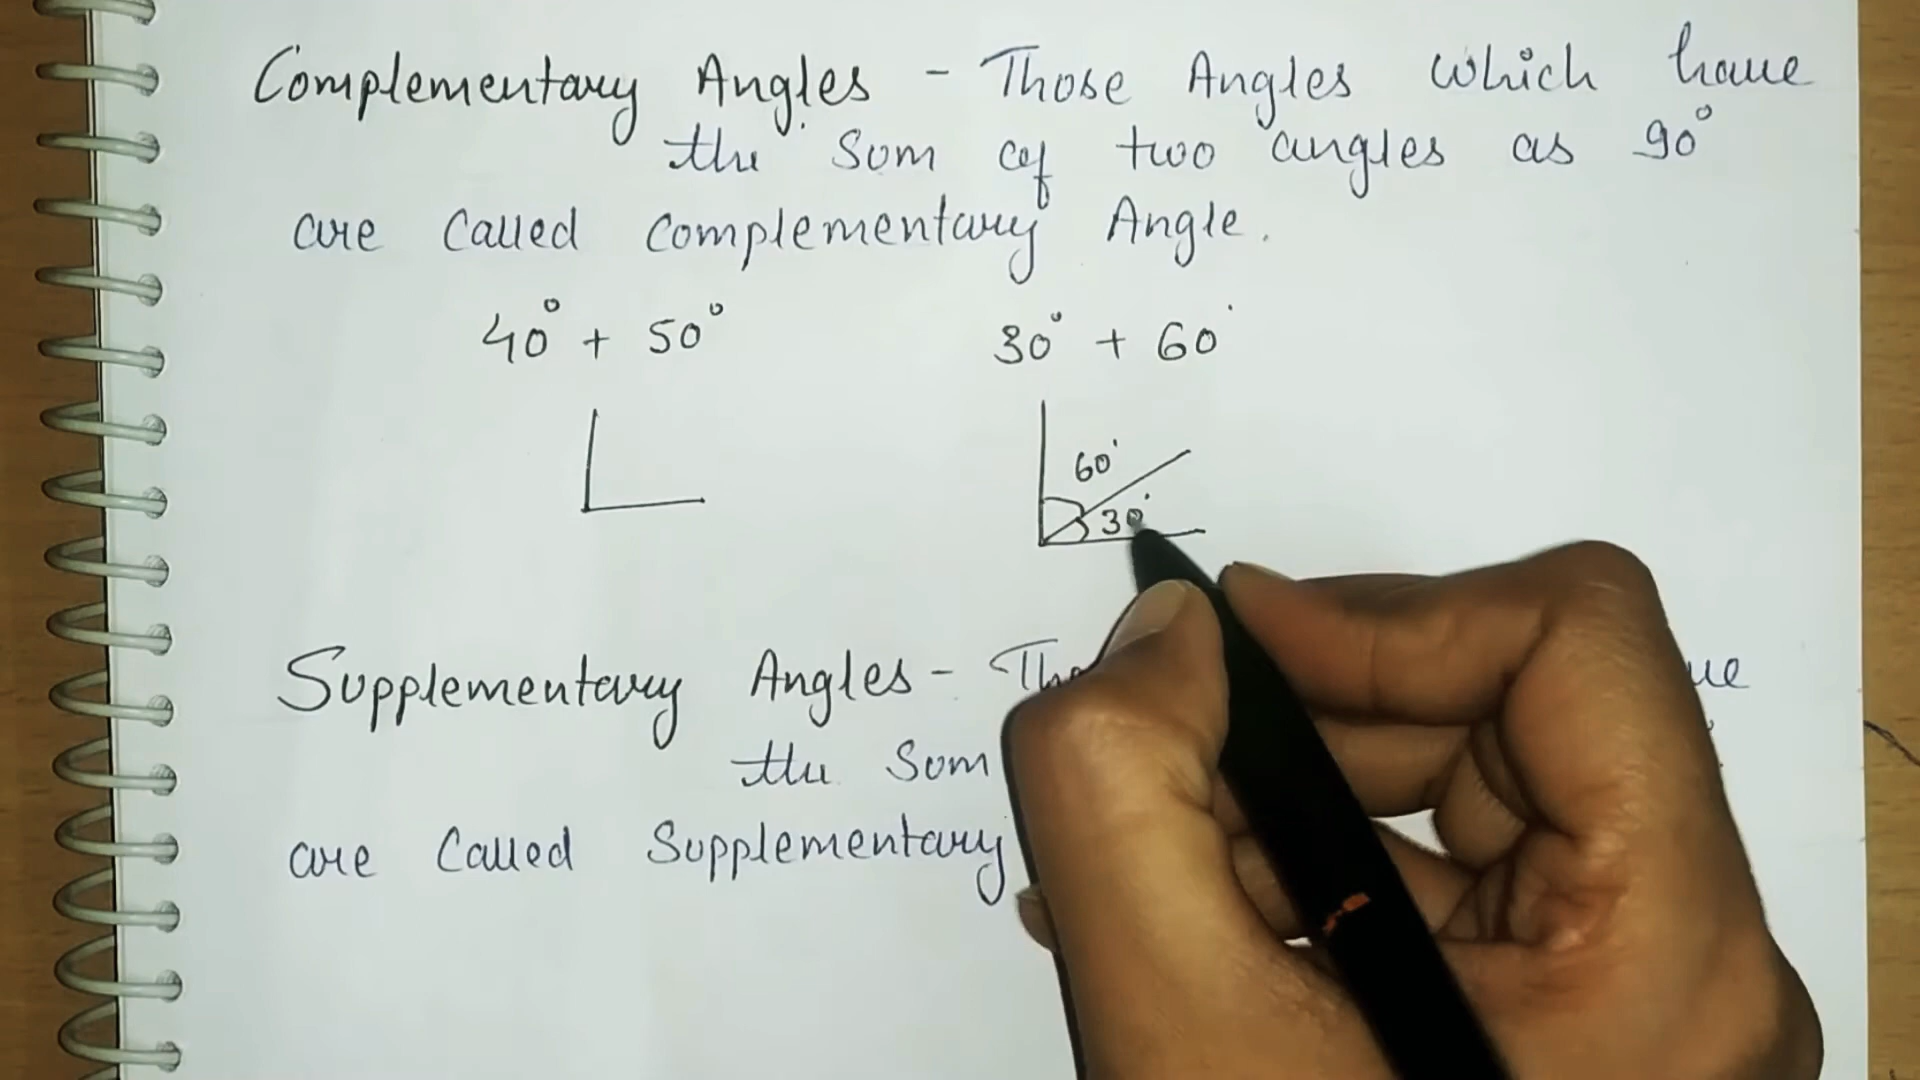 Complementary Angles - Those Angles which have
the Sum of two angles as 90°
are called complementary Angle.
40° + 50° 30° + 60°
60°
30°
Supplementary Angles -
the Sum
are Called Supplementary